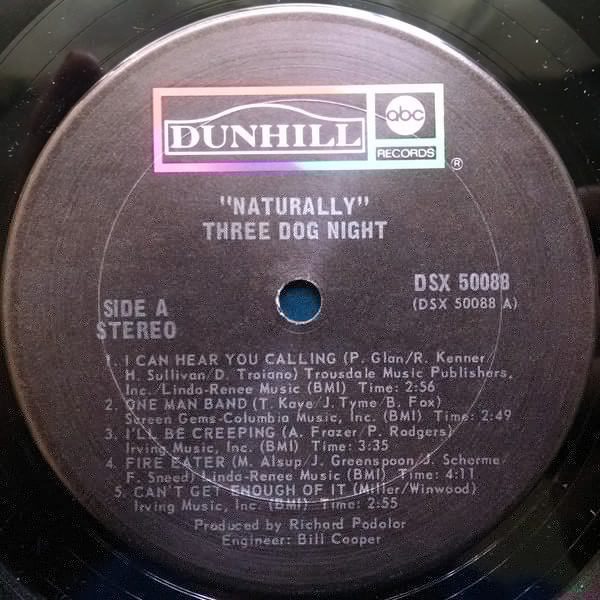 DUNHILL
abc
RECORDS
®
"NATURALLY"
THREE DOG NIGHT
SIDE A
STEREO
DSX 50088
(DSX 50088 A)
1. I CAN HEAR YOU CALLING (P. Glan/R. Kenner/
H. Sullivan/D. Troiano) Trousdale Music Publishers,
Inc./Linda-Renee Music (BMI) Time: 2:56
2. ONE MAN BAND (T. Kaye/J. Tyme/B. Fox)
Screen Gems-Columbia Music, Inc. (BMI) Time: 2:49
3. I'LL BE CREEPING (A. Frazer/P. Rodgers)
Irving Music, Inc. (BMI) Time: 3:35
4. FIRE EATER (M. Alsup/J. Greenspoon/J. Scherme
F. Sneed) Linda-Renee Music (BMI) Time: 4:11
5. CAN'T GET ENOUGH OF IT (Miller/Winwood)
Irving Music, Inc. (BMI) Time: 2:55
Produced by Richard Podolor
Engineer: Bill Cooper